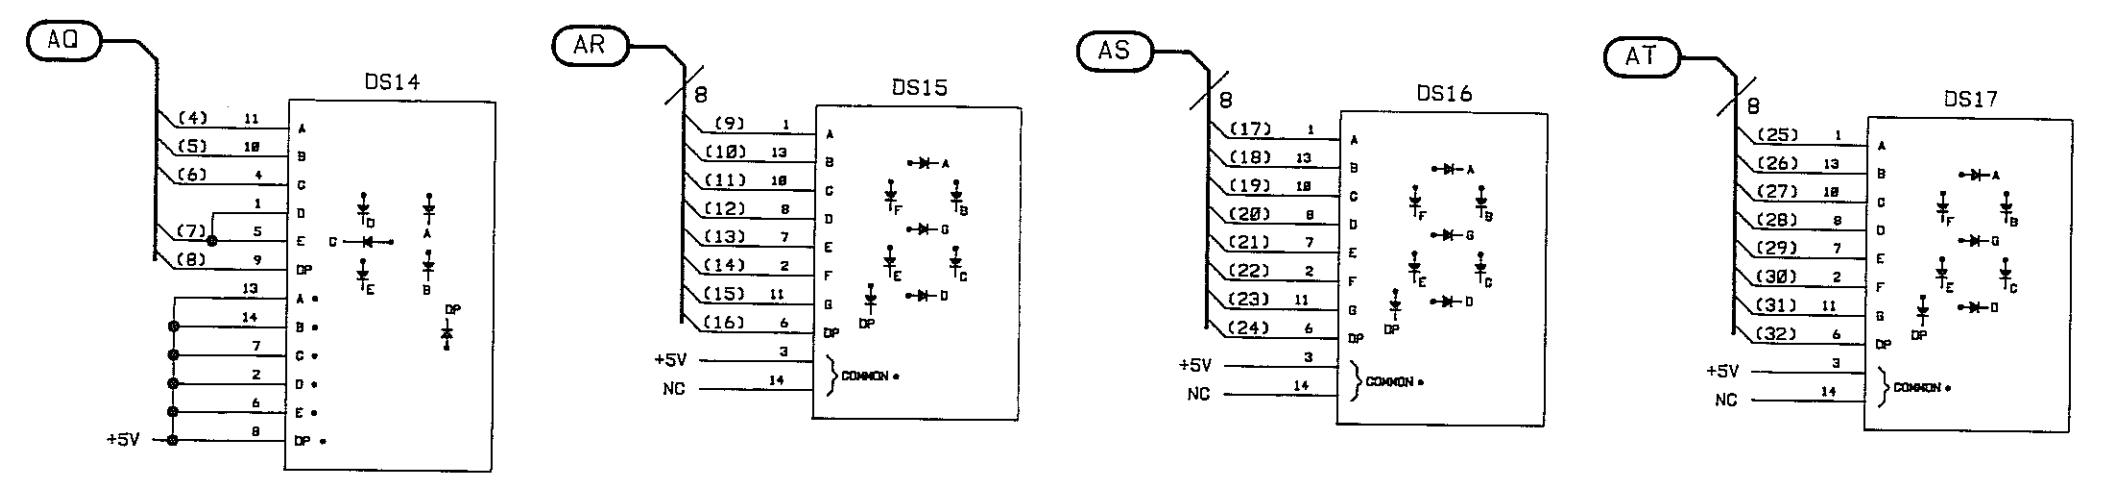 AQ
DS14
(4) 11 A
(5) 10 B
(6) 4 C
1 D
(7) 5 E
(8) 9 DP
13 A •
14 B •
7 C •
2 D •
6 E •
+5V 8 DP •
D
A
C
E
B
DP
AR
8
DS15
(9) 1 A
(10) 13 B
(11) 10 C
(12) 8 D
(13) 7 E
(14) 2 F
(15) 11 G
(16) 6 DP
+5V 3
NC 14
COMMON •
A
F
B
G
E
C
D
DP
AS
8
DS16
(17) 1 A
(18) 13 B
(19) 10 C
(20) 8 D
(21) 7 E
(22) 2 F
(23) 11 G
(24) 6 DP
+5V 3
NC 14
COMMON •
A
F
B
G
E
C
D
DP
AT
8
DS17
(25) 1 A
(26) 13 B
(27) 10 C
(28) 8 D
(29) 7 E
(30) 2 F
(31) 11 G
(32) 6 DP
+5V 3
NC 14
COMMON •
A
F
B
G
E
C
D
DP